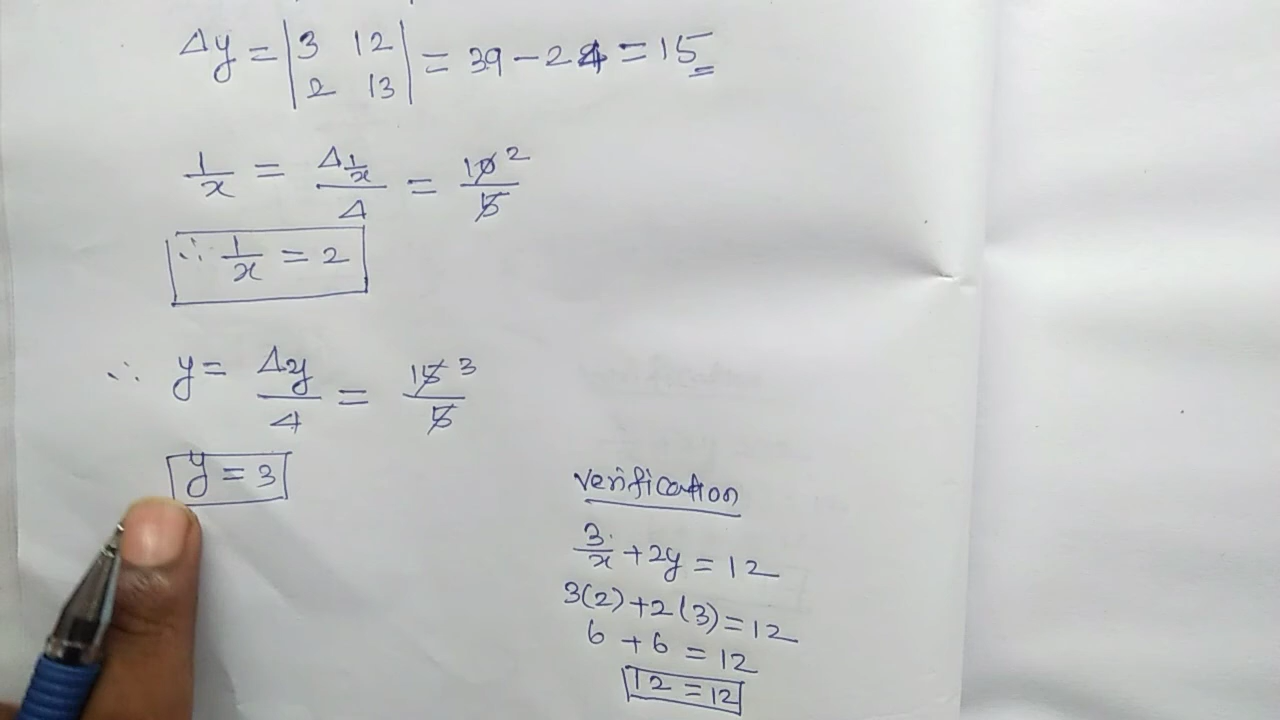 Δy = |3 12| = 39 - 24 = 15
|2 13|
1/x = Δ1/x / Δ = 10 2 / 5
∴ 1/x = 2
∴ y = Δy / Δ = 15 3 / 5
y = 3
Verification
3/x + 2y = 12
3(2) + 2(3) = 12
6 + 6 = 12
12 = 12